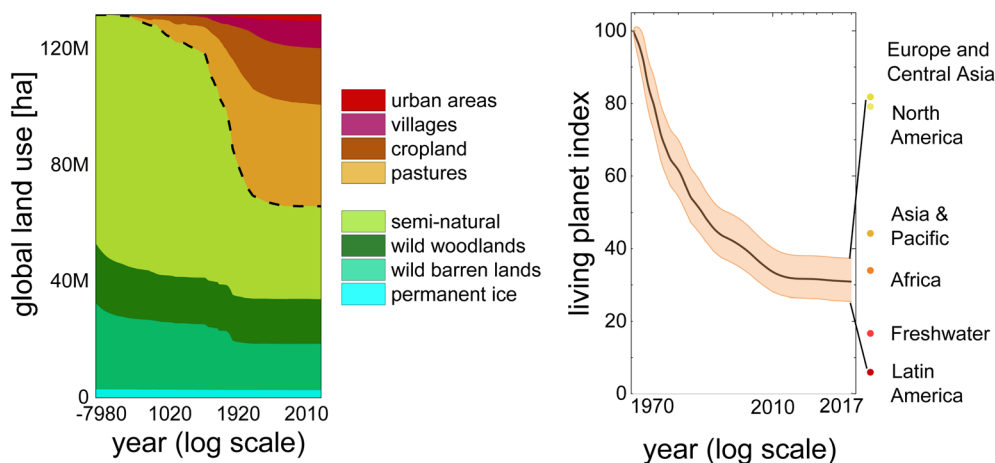 global land use [ha]
120M
80M
40M
0
-7980 1020 1920 2010
year (log scale)
urban areas
villages
cropland
pastures
semi-natural
wild woodlands
wild barren lands
permanent ice
living planet index
100
80
60
40
20
0
1970 2010 2017
year (log scale)
Europe and
Central Asia
North
America
Asia &
Pacific
Africa
Freshwater
Latin
America